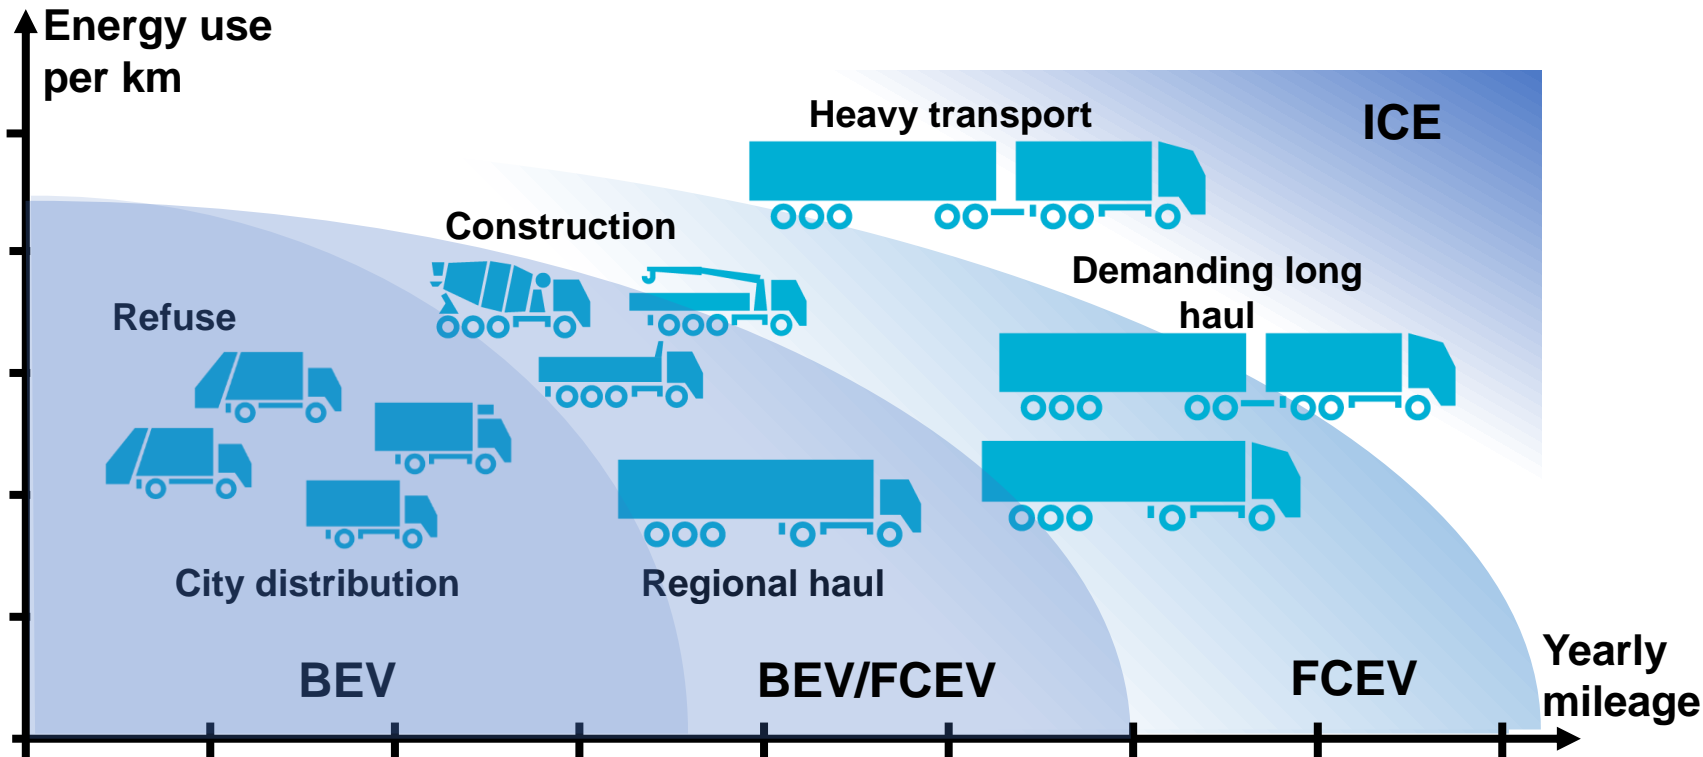 Energy use
per km
Heavy transport
ICE
Construction
Demanding long
haul
Refuse
City distribution
Regional haul
BEV
BEV/FCEV
FCEV
Yearly
mileage